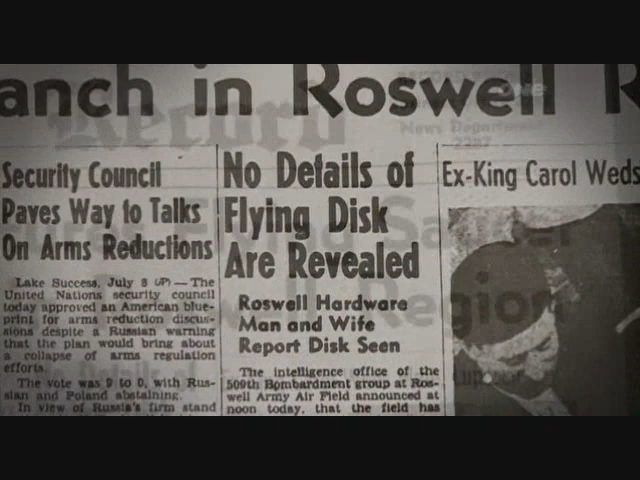 anch in Roswell R
Record
Security Council
Paves Way to Talks
On Arms Reductions
Lake Success, July 8 (AP) — The
United Nations security council
today approved an American blue-
print for arms reduction discus-
sions despite a Russian warning
that the plan would bring about
a collapse of arms regulation
efforts.
The vote was 9 to 0, with Rus-
sian and Poland abstaining.
In view of Russia's firm stand
No Details of
Flying Disk
Are Revealed
Roswell Hardware
Man and Wife
Report Disk Seen
The intelligence office of the
509th Bombardment group at Ros-
well Army Air Field announced at
noon today, that the field has
Ex-King Carol Weds
Region